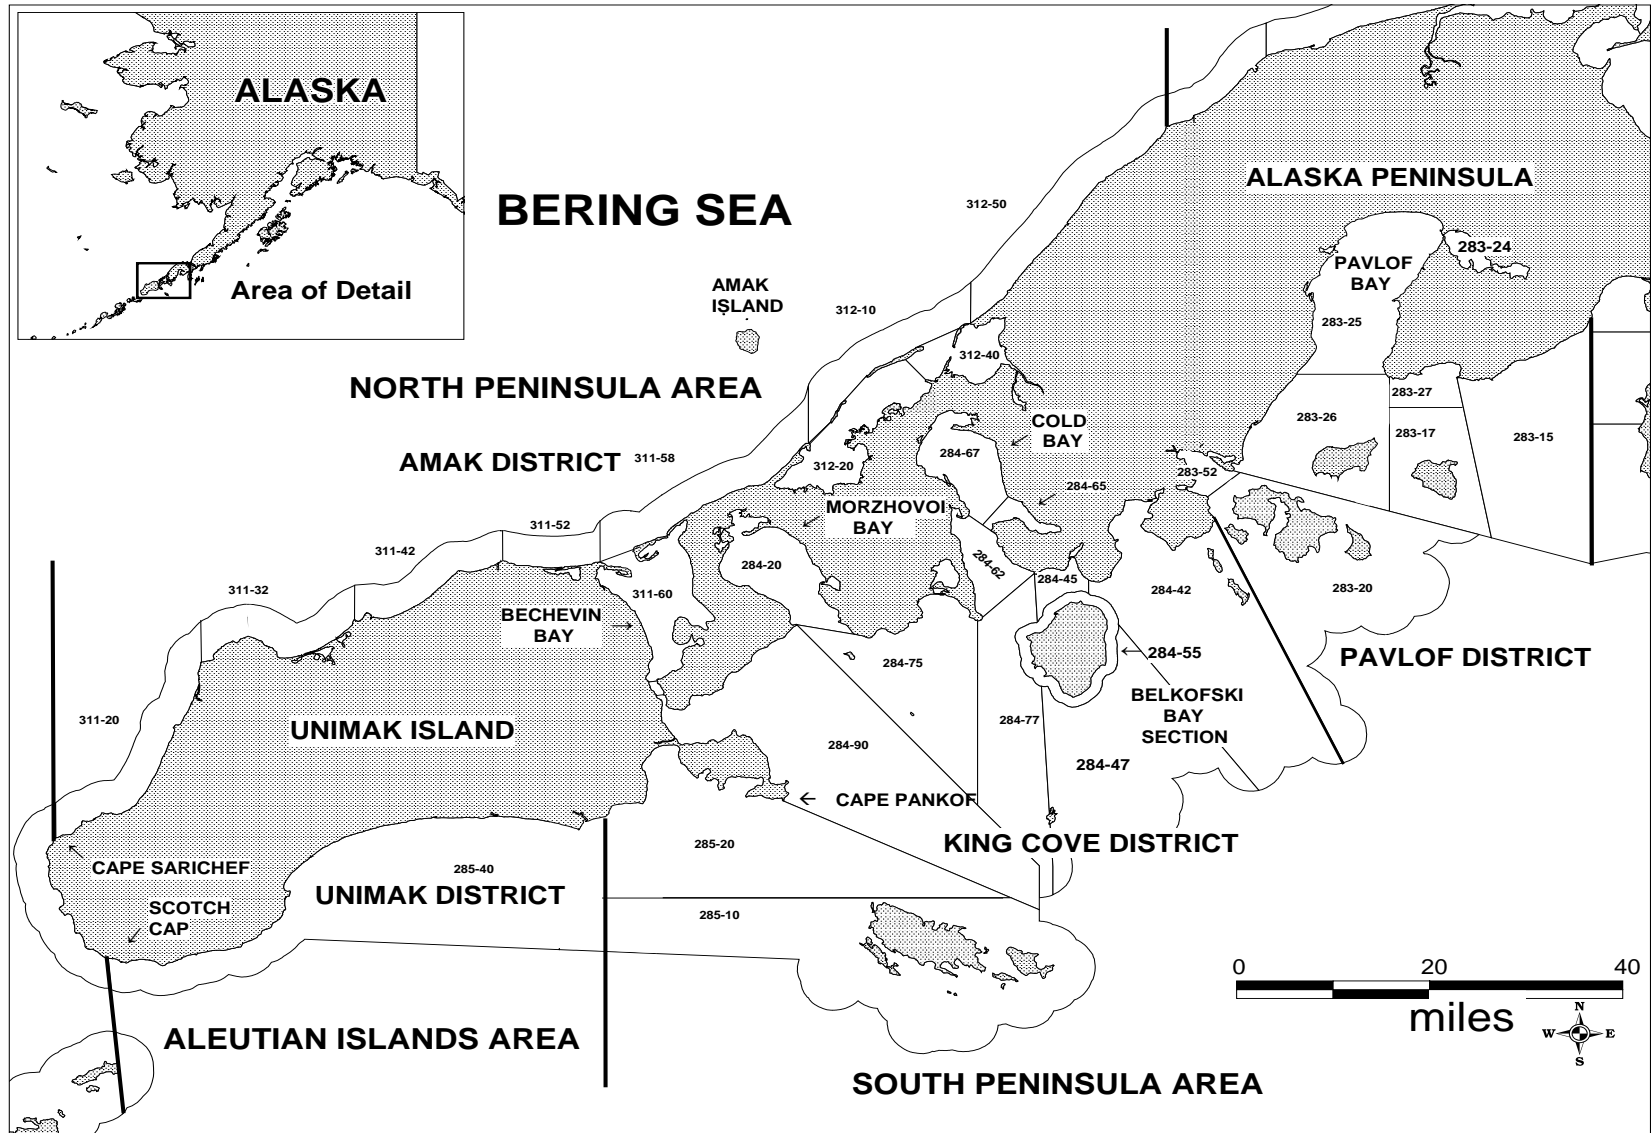 ALASKA
Area of Detail
BERING SEA
ALASKA PENINSULA
312-50
283-24
PAVLOF
BAY
AMAK
ISLAND
312-10
283-25
312-40
NORTH PENINSULA AREA
283-27
283-26
COLD
BAY
283-17
283-15
284-67
AMAK DISTRICT
311-58
312-20
283-52
284-65
MORZHOVOI
BAY
311-52
311-42
284-20
284-62
284-45
311-32
311-60
284-42
283-20
BECHEVIN
BAY
284-75
284-55
PAVLOF DISTRICT
BELKOFSKI
BAY
SECTION
311-20
UNIMAK ISLAND
284-77
284-90
284-47
CAPE PANKOF
285-20
KING COVE DISTRICT
CAPE SARICHEF
285-40
UNIMAK DISTRICT
SCOTCH
CAP
285-10
0 20 40
miles
N
W E
S
ALEUTIAN ISLANDS AREA
SOUTH PENINSULA AREA